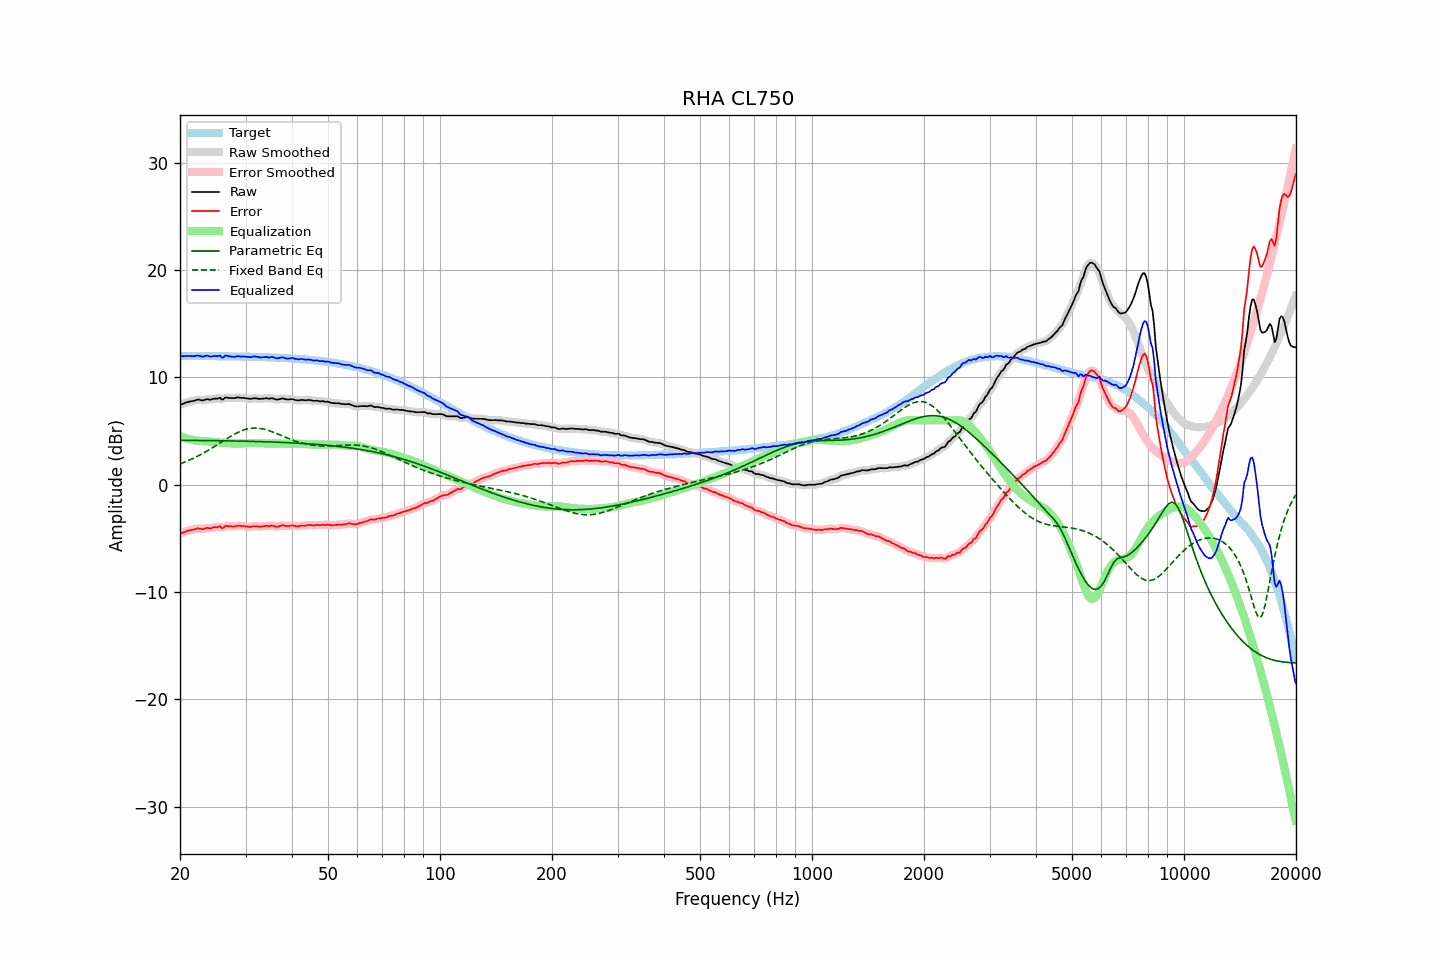 RHA CL750
Target
Raw Smoothed
Error Smoothed
Raw
Error
Equalization
Parametric Eq
Fixed Band Eq
Equalized
30
20
10
0
−10
−20
−30
Amplitude (dBr)
20 50 100 200 500 1000 2000 5000 10000 20000
Frequency (Hz)